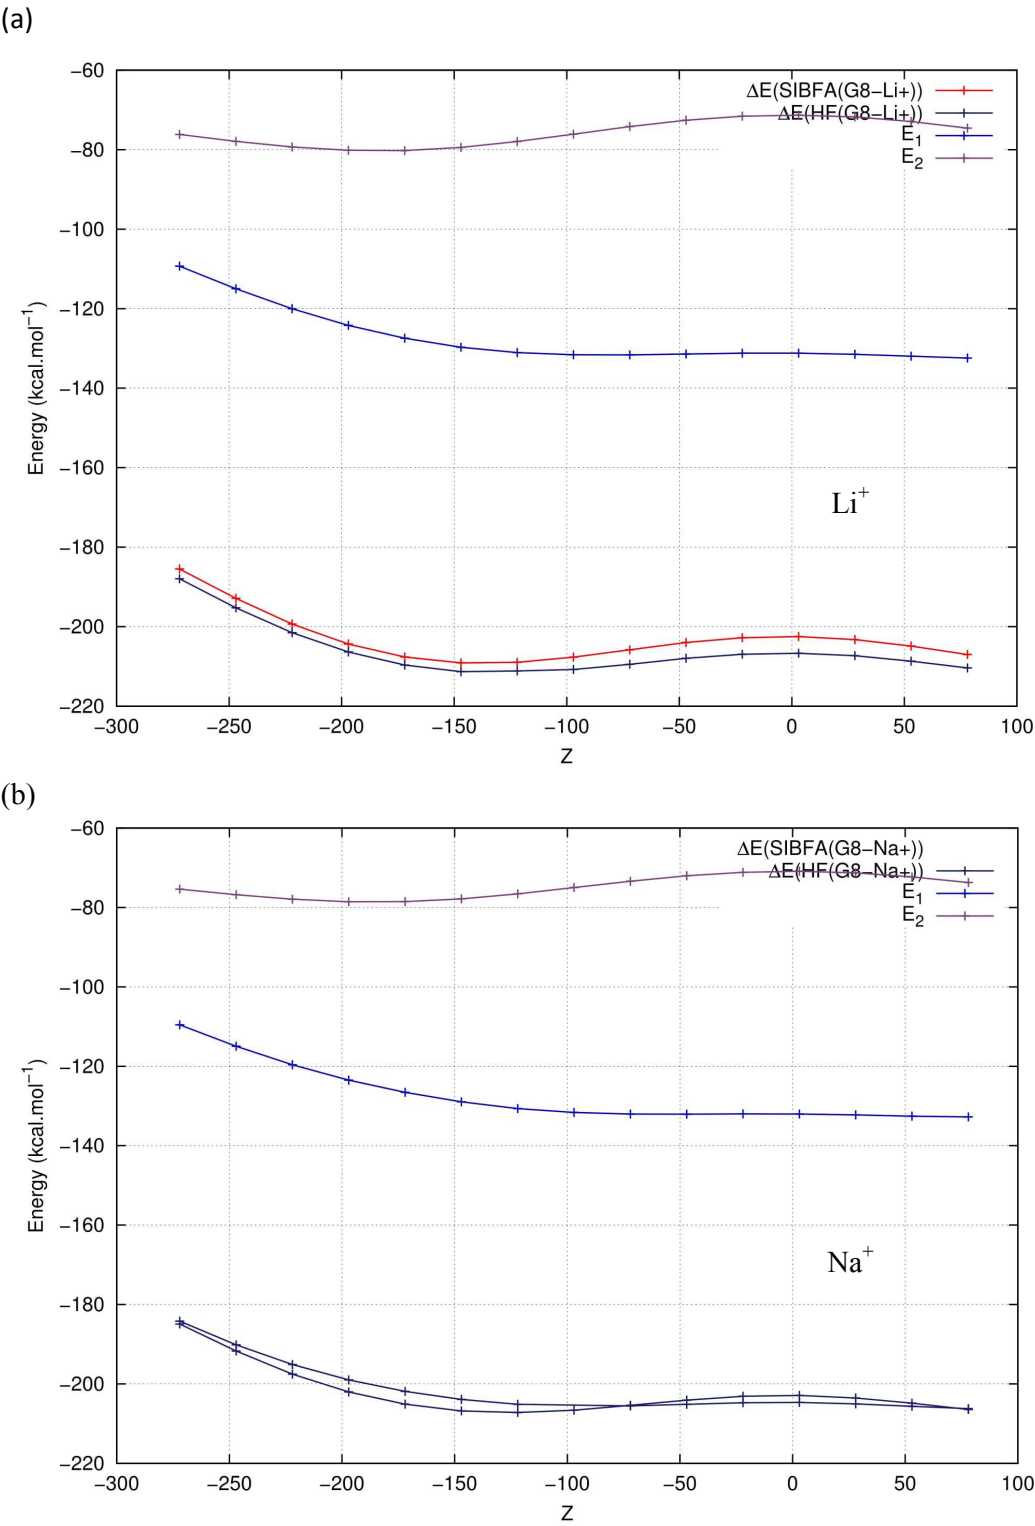 (a)
−60
−80
−100
−120
−140
−160
−180
−200
−220
Energy (kcal.mol⁻¹)
ΔE(SIBFA(G8−Li+))
ΔE(HF(G8−Li+))
E₁
E₂
Li⁺
−300 −250 −200 −150 −100 −50 0 50 100
Z
(b)
−60
−80
−100
−120
−140
−160
−180
−200
−220
Energy (kcal.mol⁻¹)
ΔE(SIBFA(G8−Na+))
ΔE(HF(G8−Na+))
E₁
E₂
Na⁺
−300 −250 −200 −150 −100 −50 0 50 100
Z